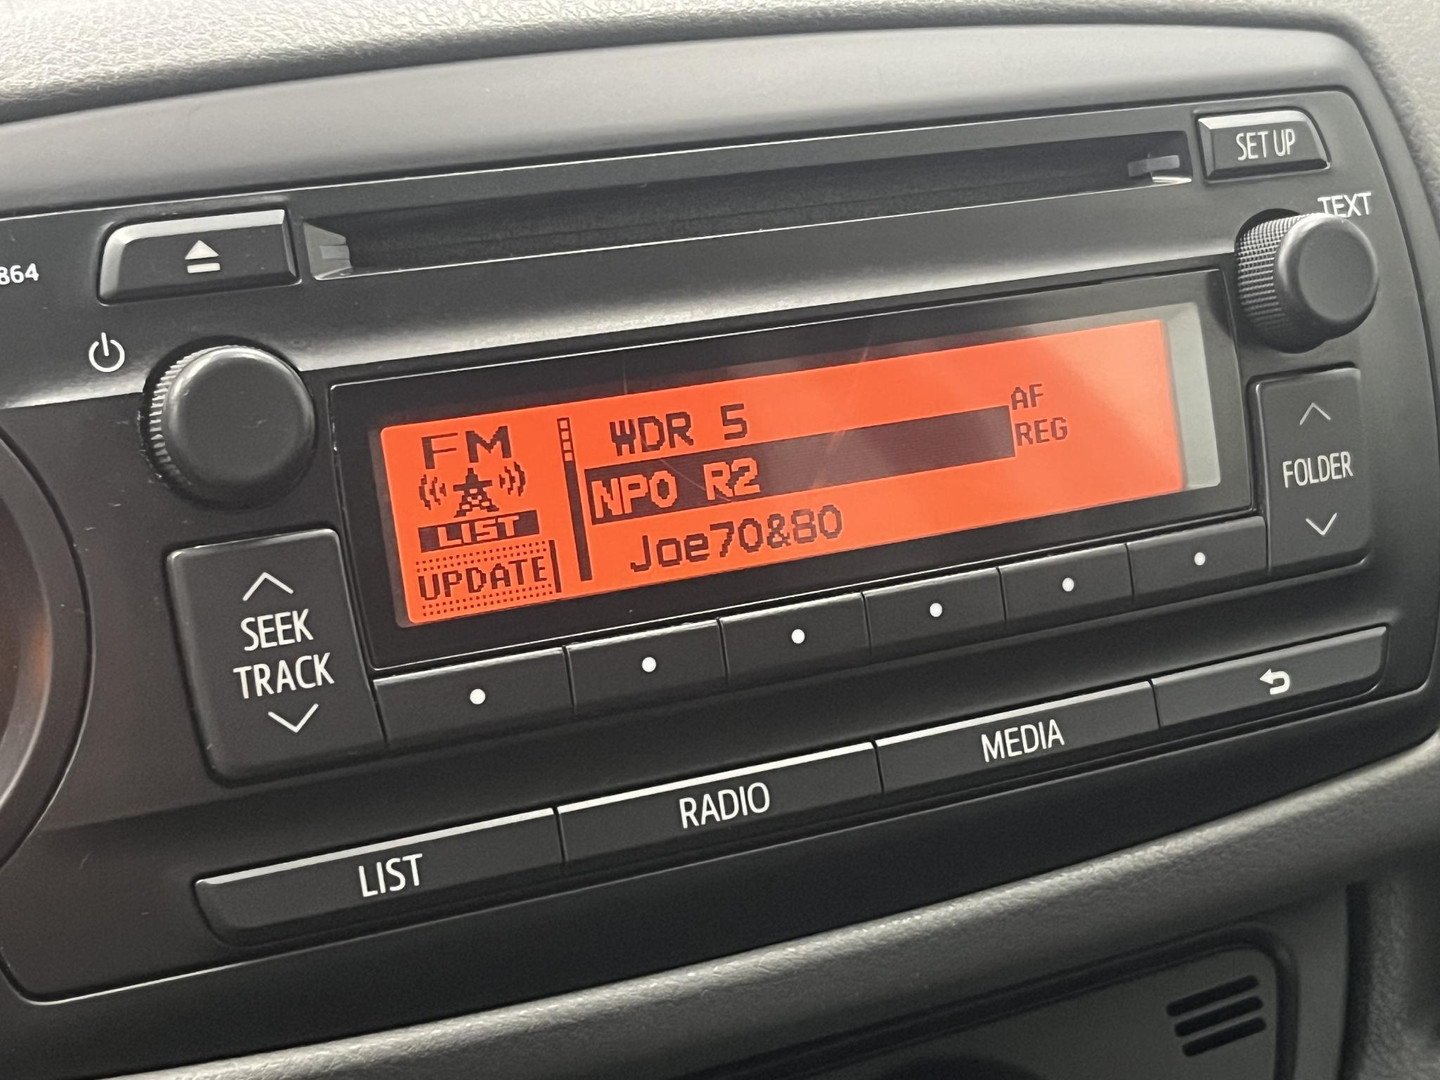 SET UP
TEXT
864
FM
LIST
UPDATE
WDR 5
NPO R2
Joe70&80
AF
REG
FOLDER
SEEK
TRACK
LIST
RADIO
MEDIA